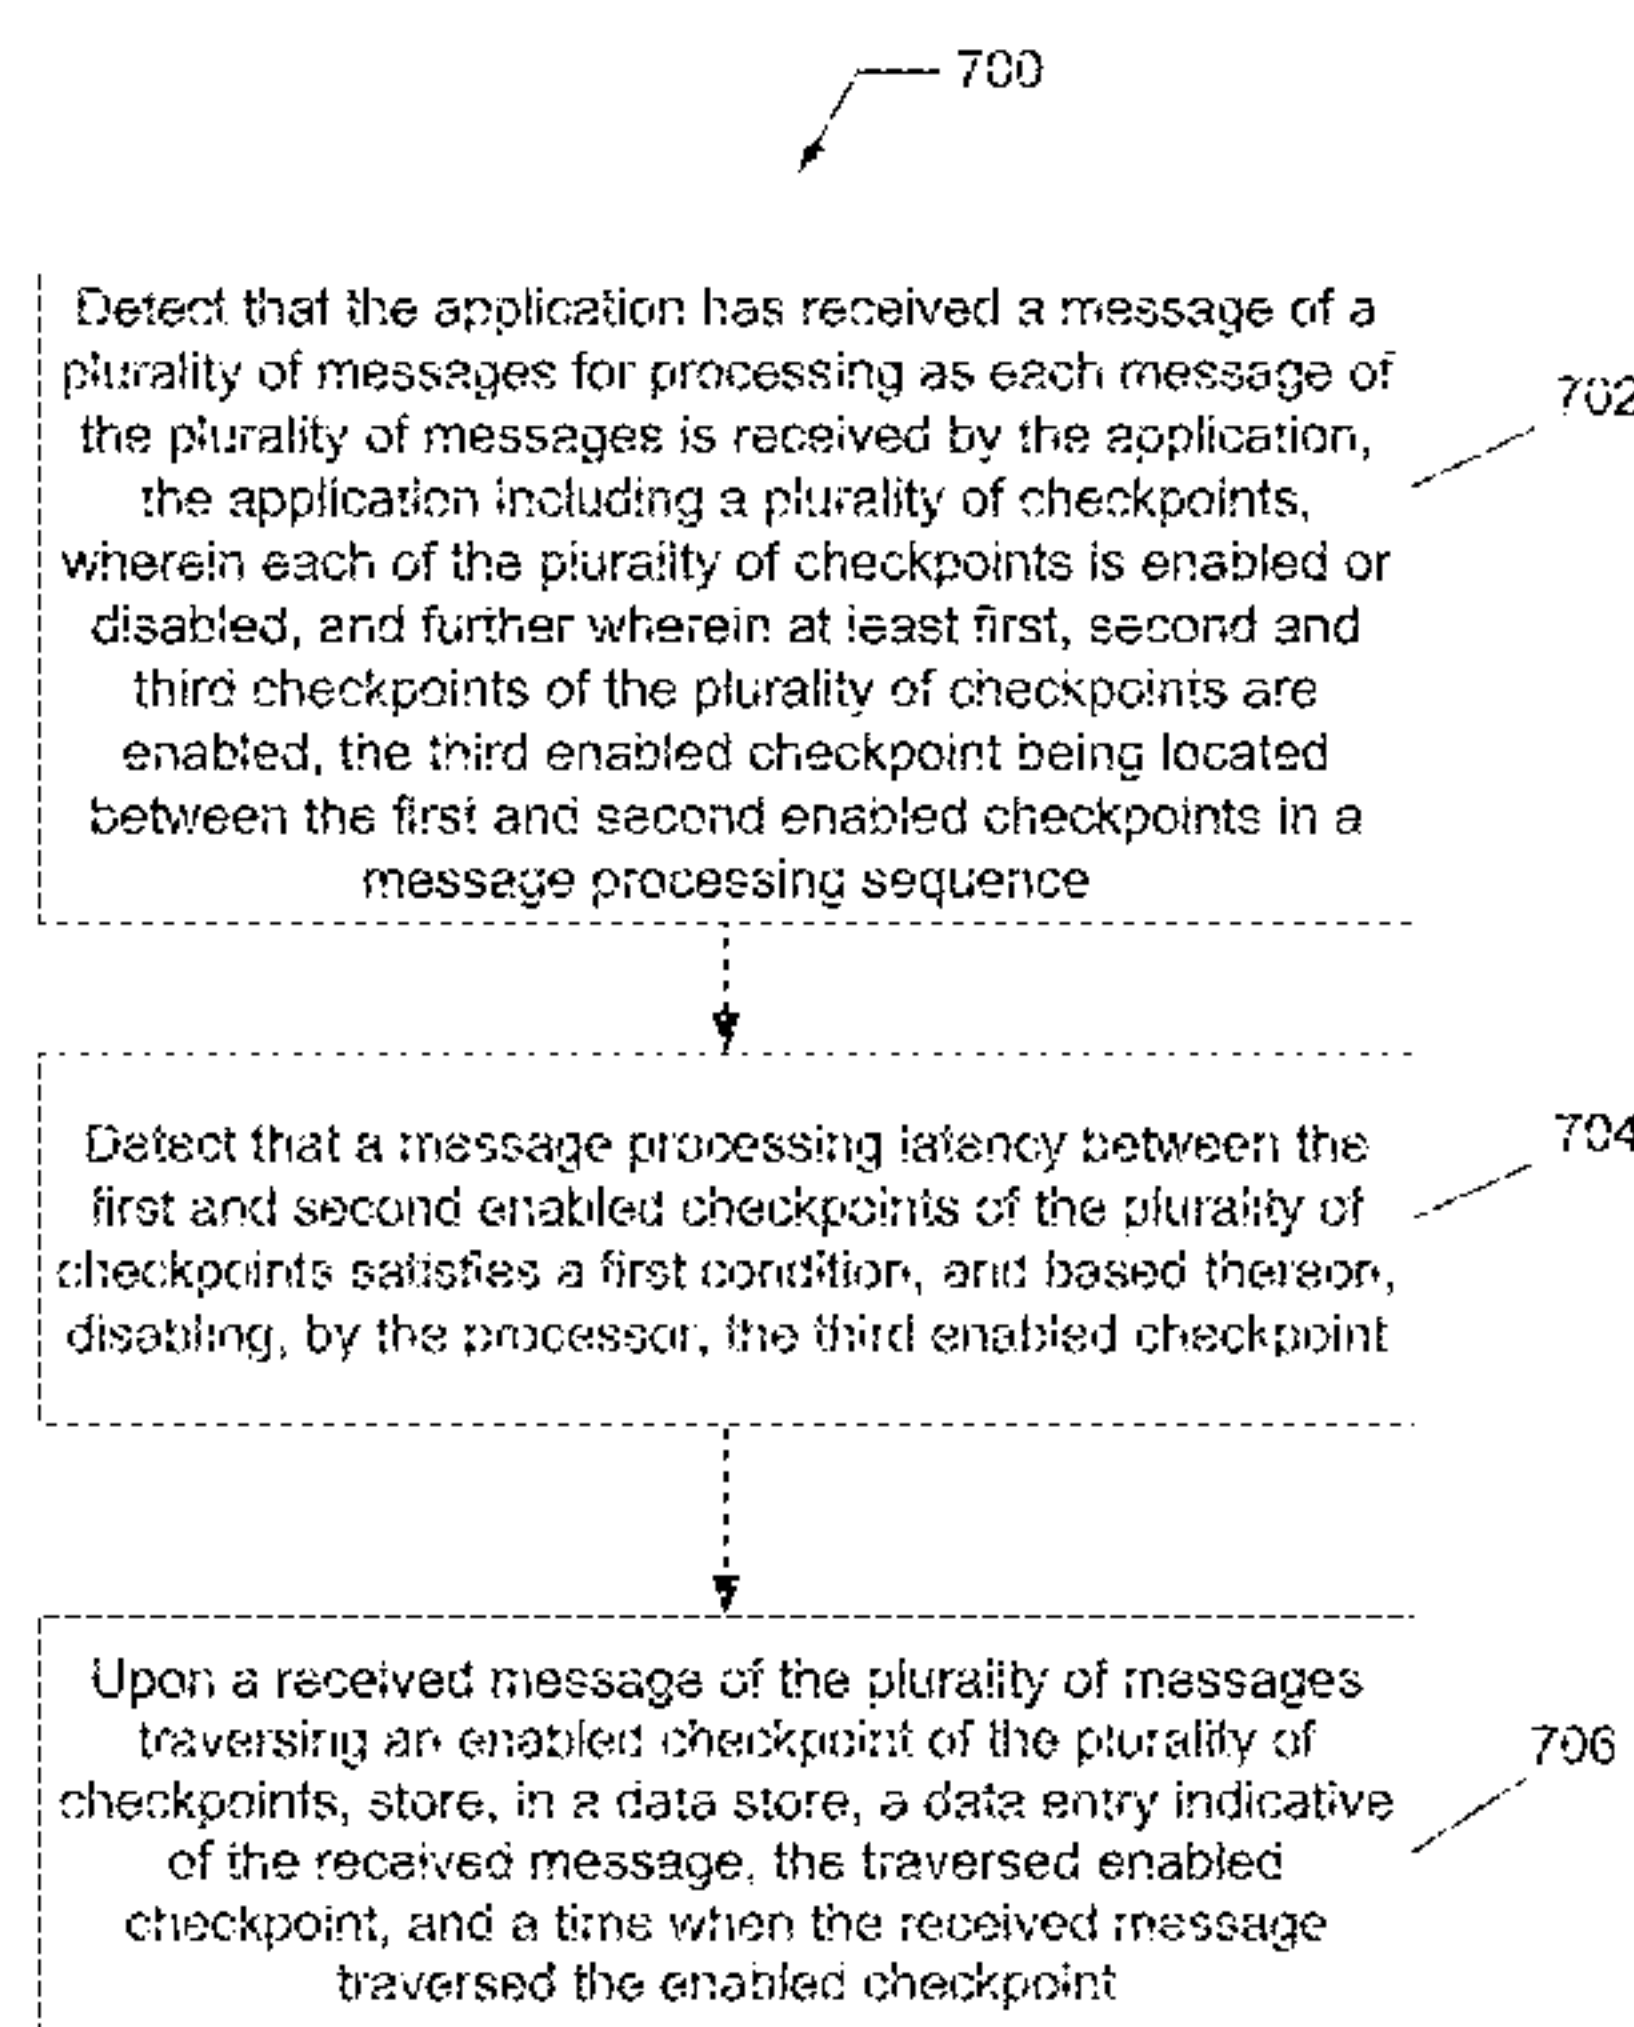 700
Detect that the application has received a message of a
plurality of messages for processing as each message of
the plurality of messages is received by the application,
the application including a plurality of checkpoints,
wherein each of the plurality of checkpoints is enabled or
disabled, and further wherein at least first, second and
third checkpoints of the plurality of checkpoints are
enabled, the third enabled checkpoint being located
between the first and second enabled checkpoints in a
message processing sequence
702
Detect that a message processing latency between the
first and second enabled checkpoints of the plurality of
checkpoints satisfies a first condition, and based thereon,
disabling, by the processor, the third enabled checkpoint
704
Upon a received message of the plurality of messages
traversing an enabled checkpoint of the plurality of
checkpoints, store, in a data store, a data entry indicative
of the received message, the traversed enabled
checkpoint, and a time when the received message
traversed the enabled checkpoint
706